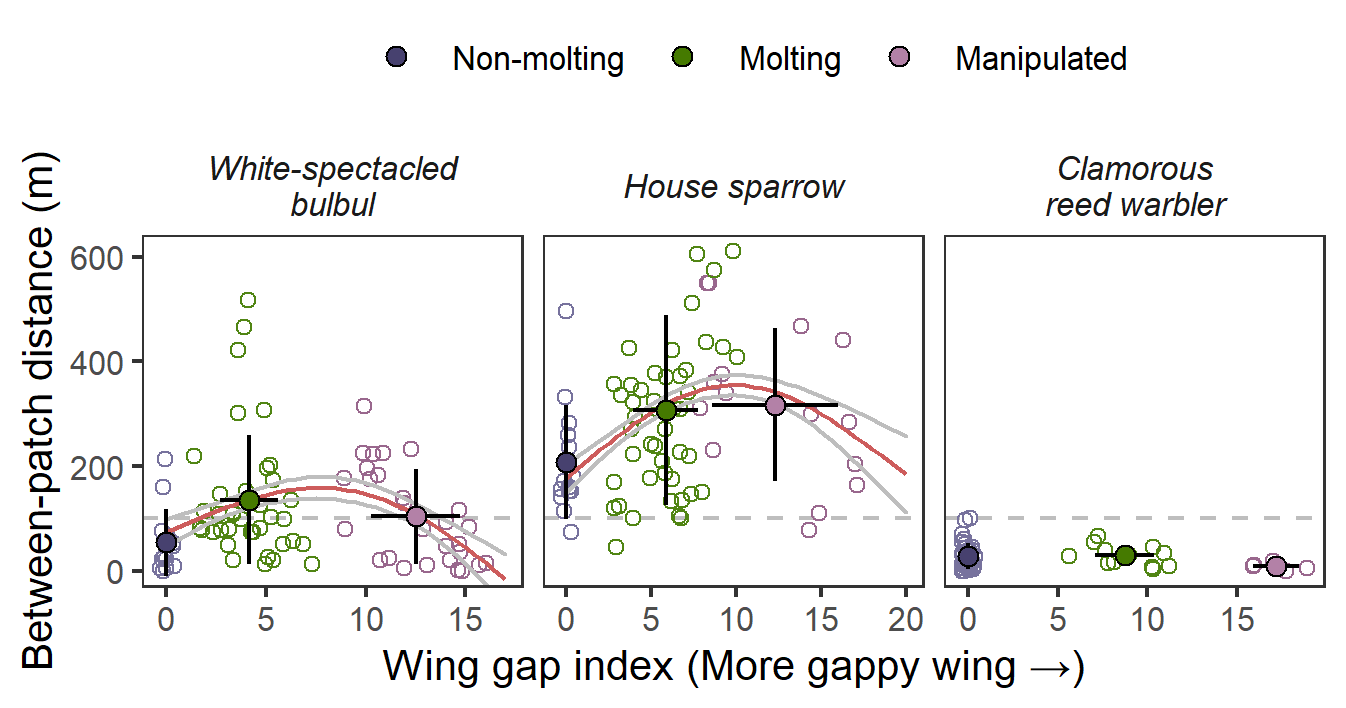 Non-molting Molting Manipulated
White-spectacled
bulbul
House sparrow
Clamorous
reed warbler
Between-patch distance (m)
600
400
200
0
0 5 10 15
0 5 10 15 20
0 5 10 15
Wing gap index (More gappy wing →)